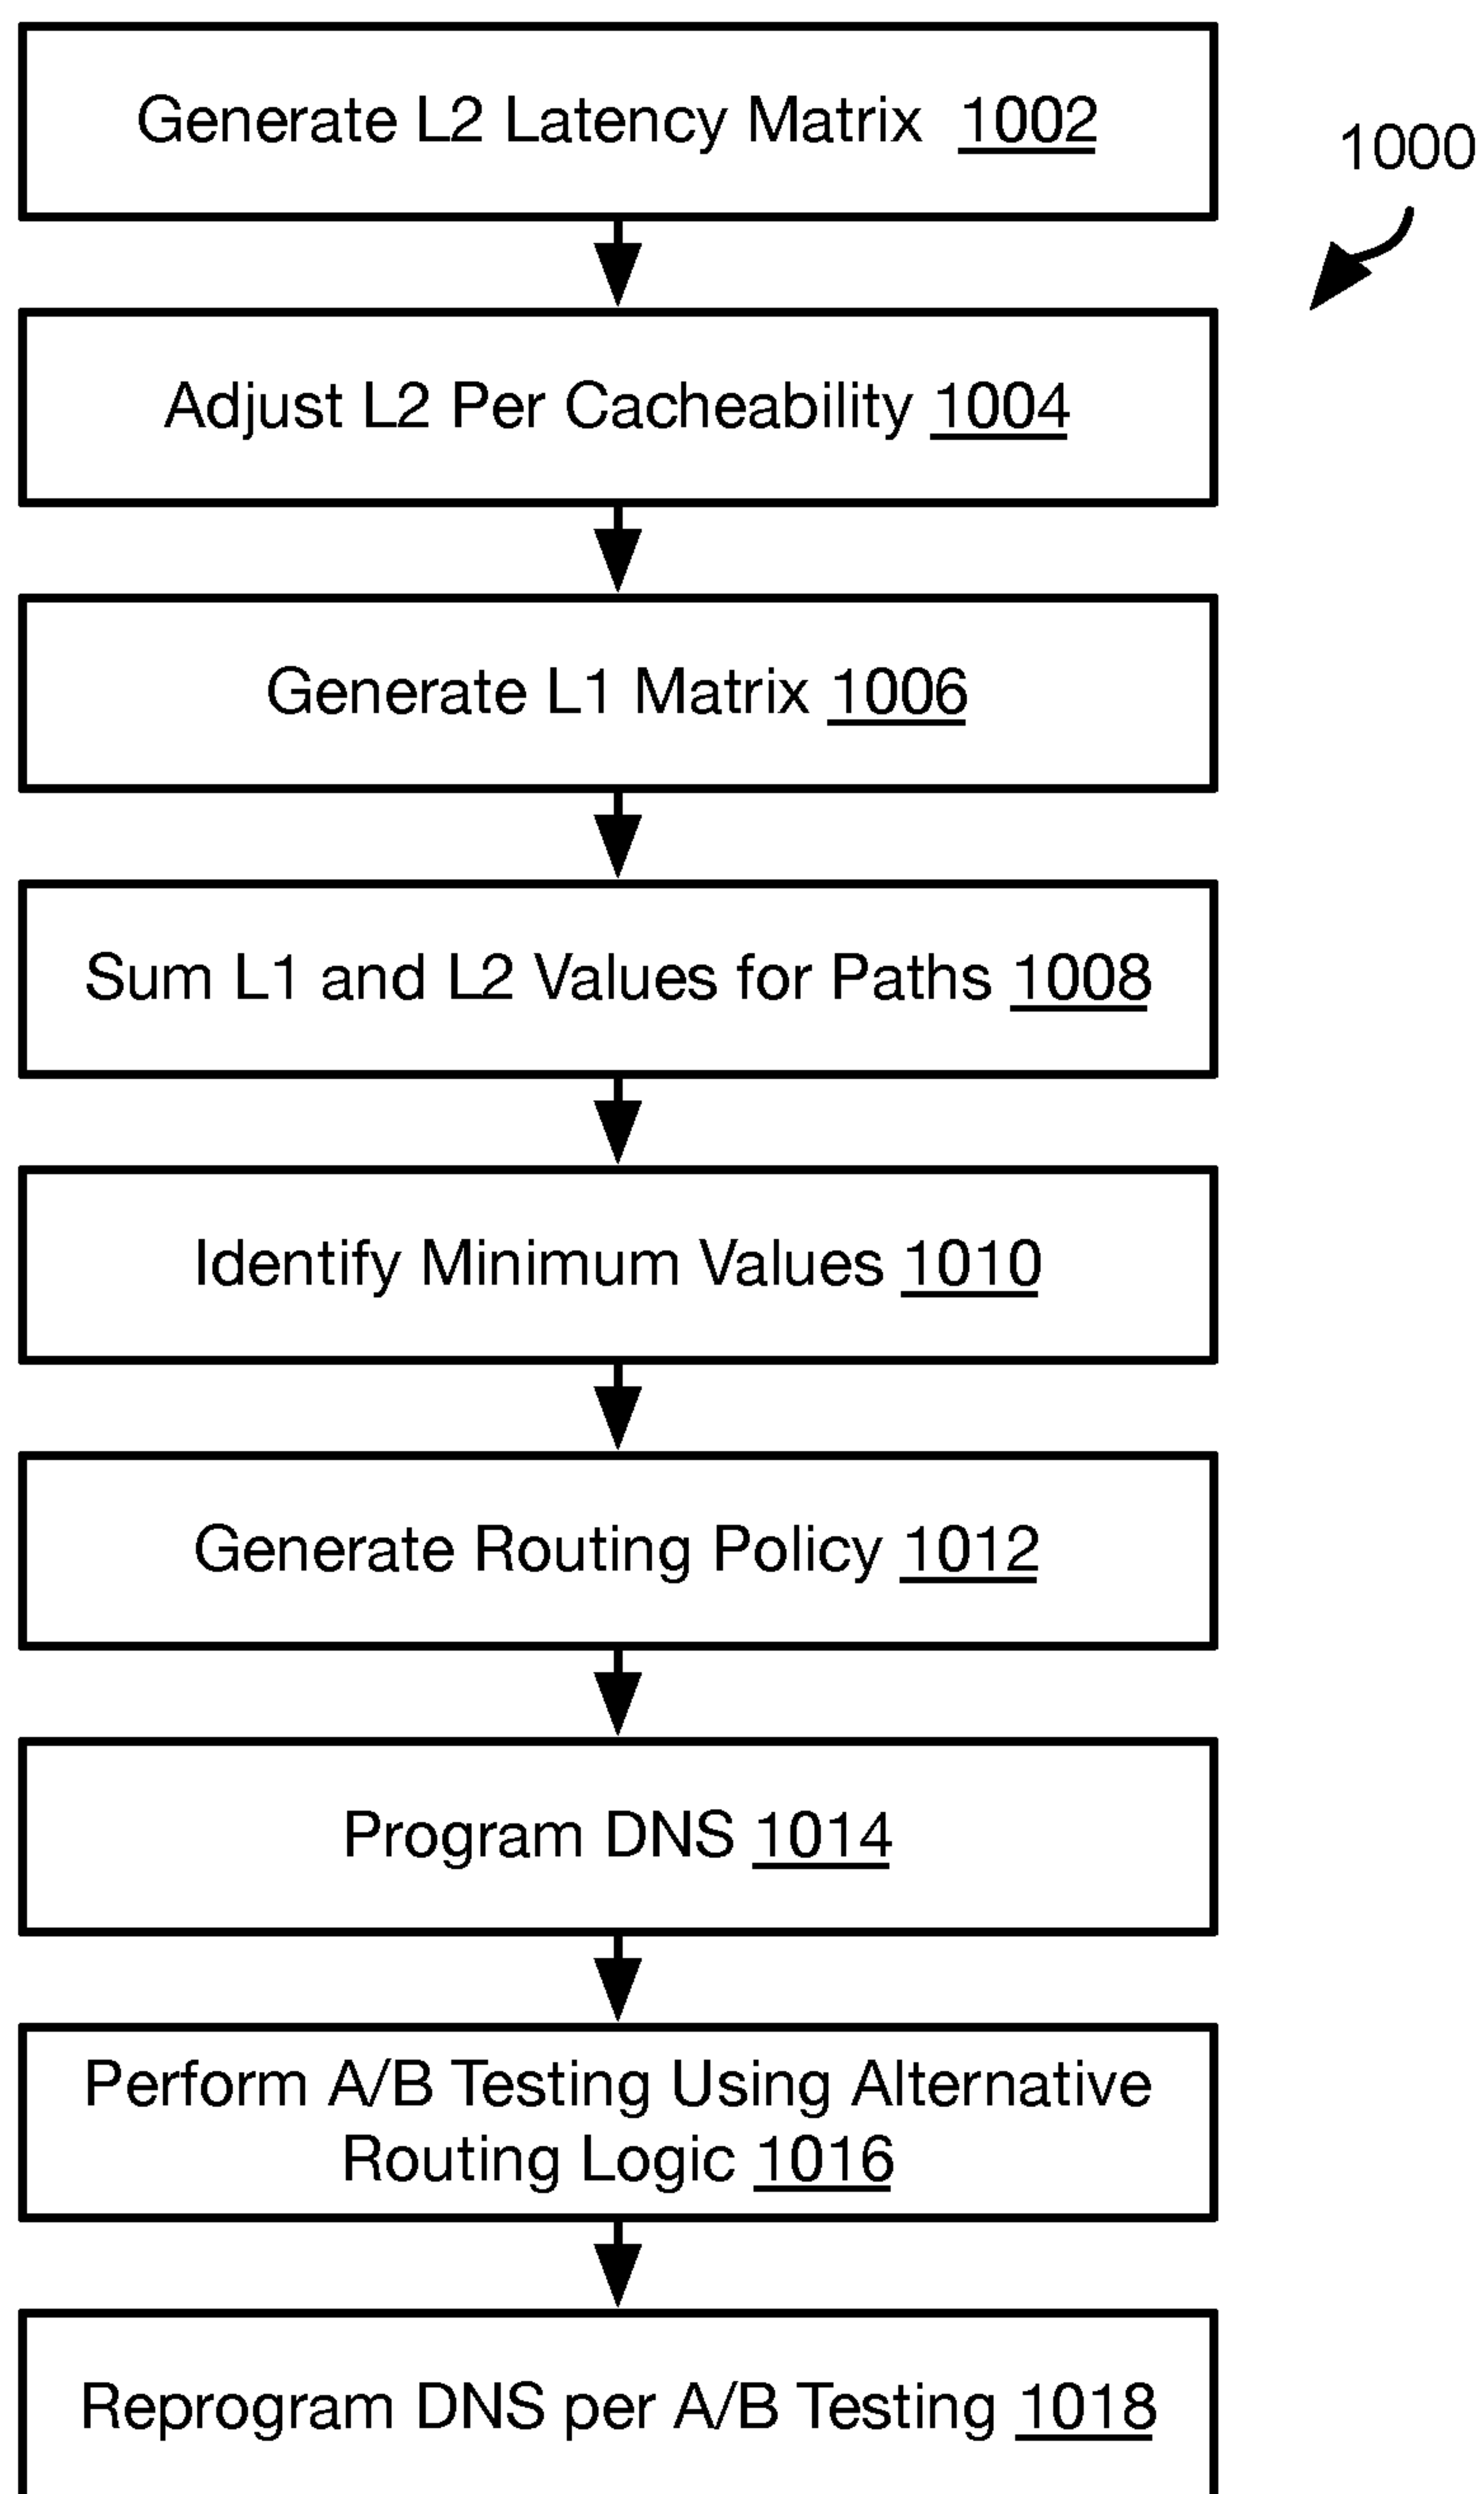 Generate L2 Latency Matrix 1002
1000
Adjust L2 Per Cacheability 1004
Generate L1 Matrix 1006
Sum L1 and L2 Values for Paths 1008
Identify Minimum Values 1010
Generate Routing Policy 1012
Program DNS 1014
Perform A/B Testing Using Alternative
Routing Logic 1016
Reprogram DNS per A/B Testing 1018